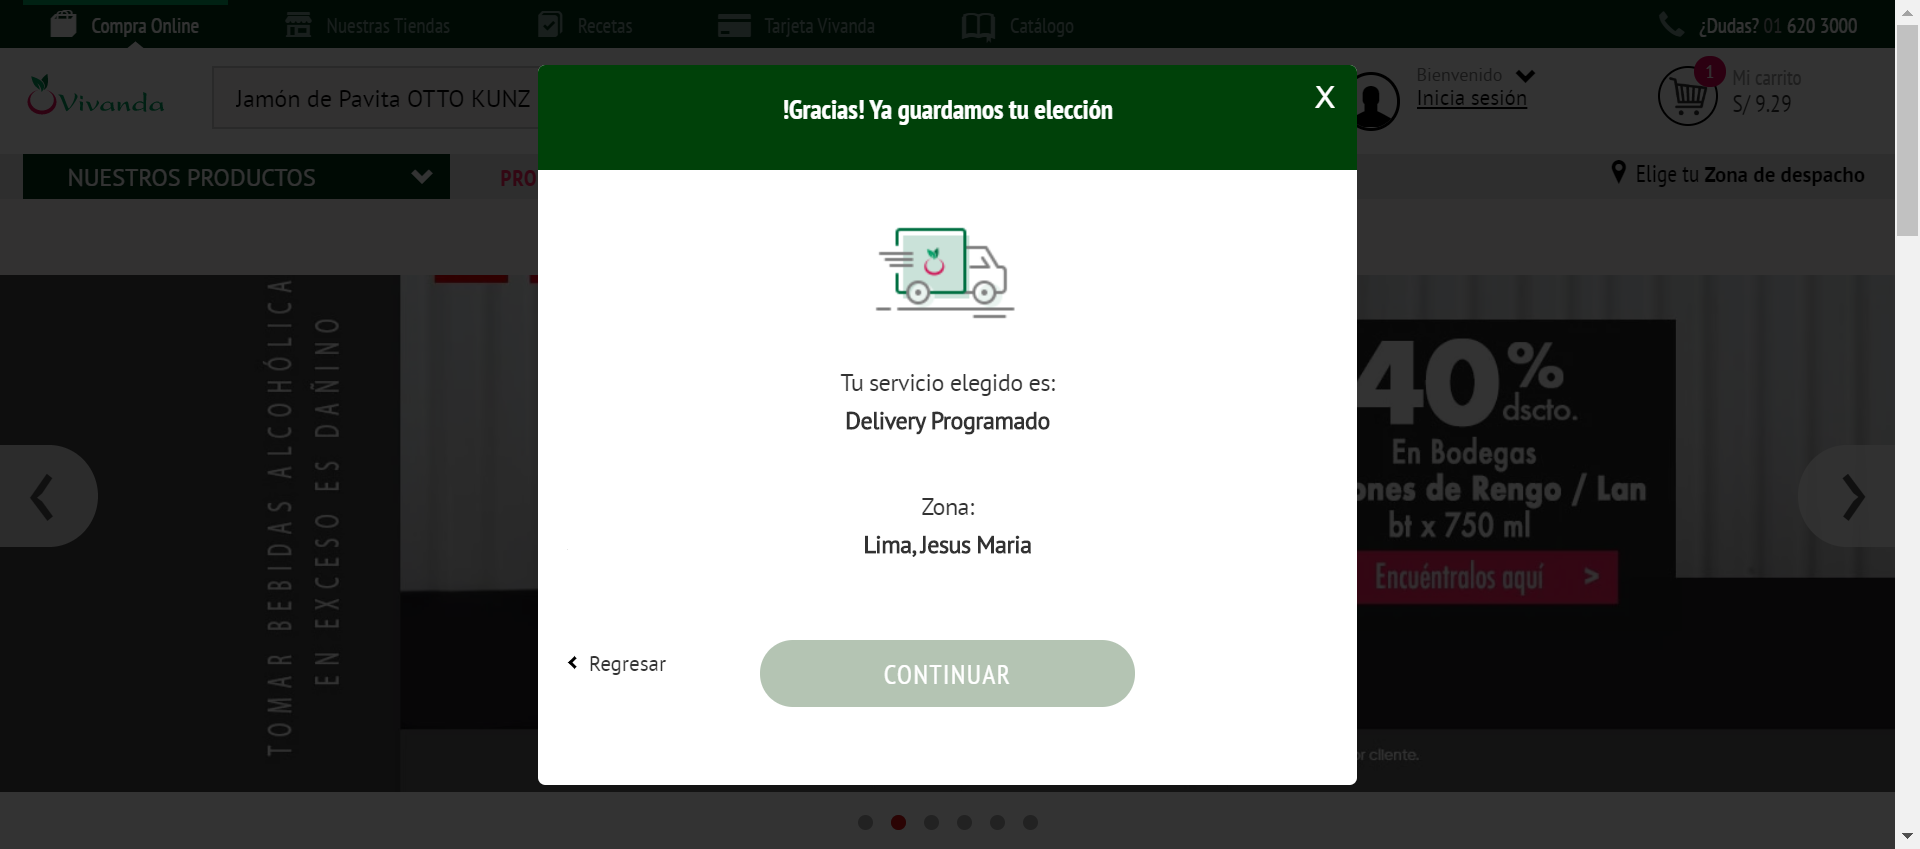 Compra Online
Nuestras Tiendas
Recetas
Tarjeta Vivanda
Catálogo
¿Dudas? 01 620 3000
Vivanda
Jamón de Pavita OTTO KUNZ
Bienvenido
Inicia sesión
1
Mi carrito
S/ 9.29
NUESTROS PRODUCTOS
PRO
Elige tu Zona de despacho
!Gracias! Ya guardamos tu elección
X
Tu servicio elegido es:
Delivery Programado
Zona:
Lima, Jesus Maria
Regresar
CONTINUAR
TOMAR BEBIDAS ALCOHÓLICA
EN EXCESO ES DAÑINO
40%
dscto.
En Bodegas
ones de Rengo / Lan
bt x 750 ml
Encuéntralos aquí >
or cliente.